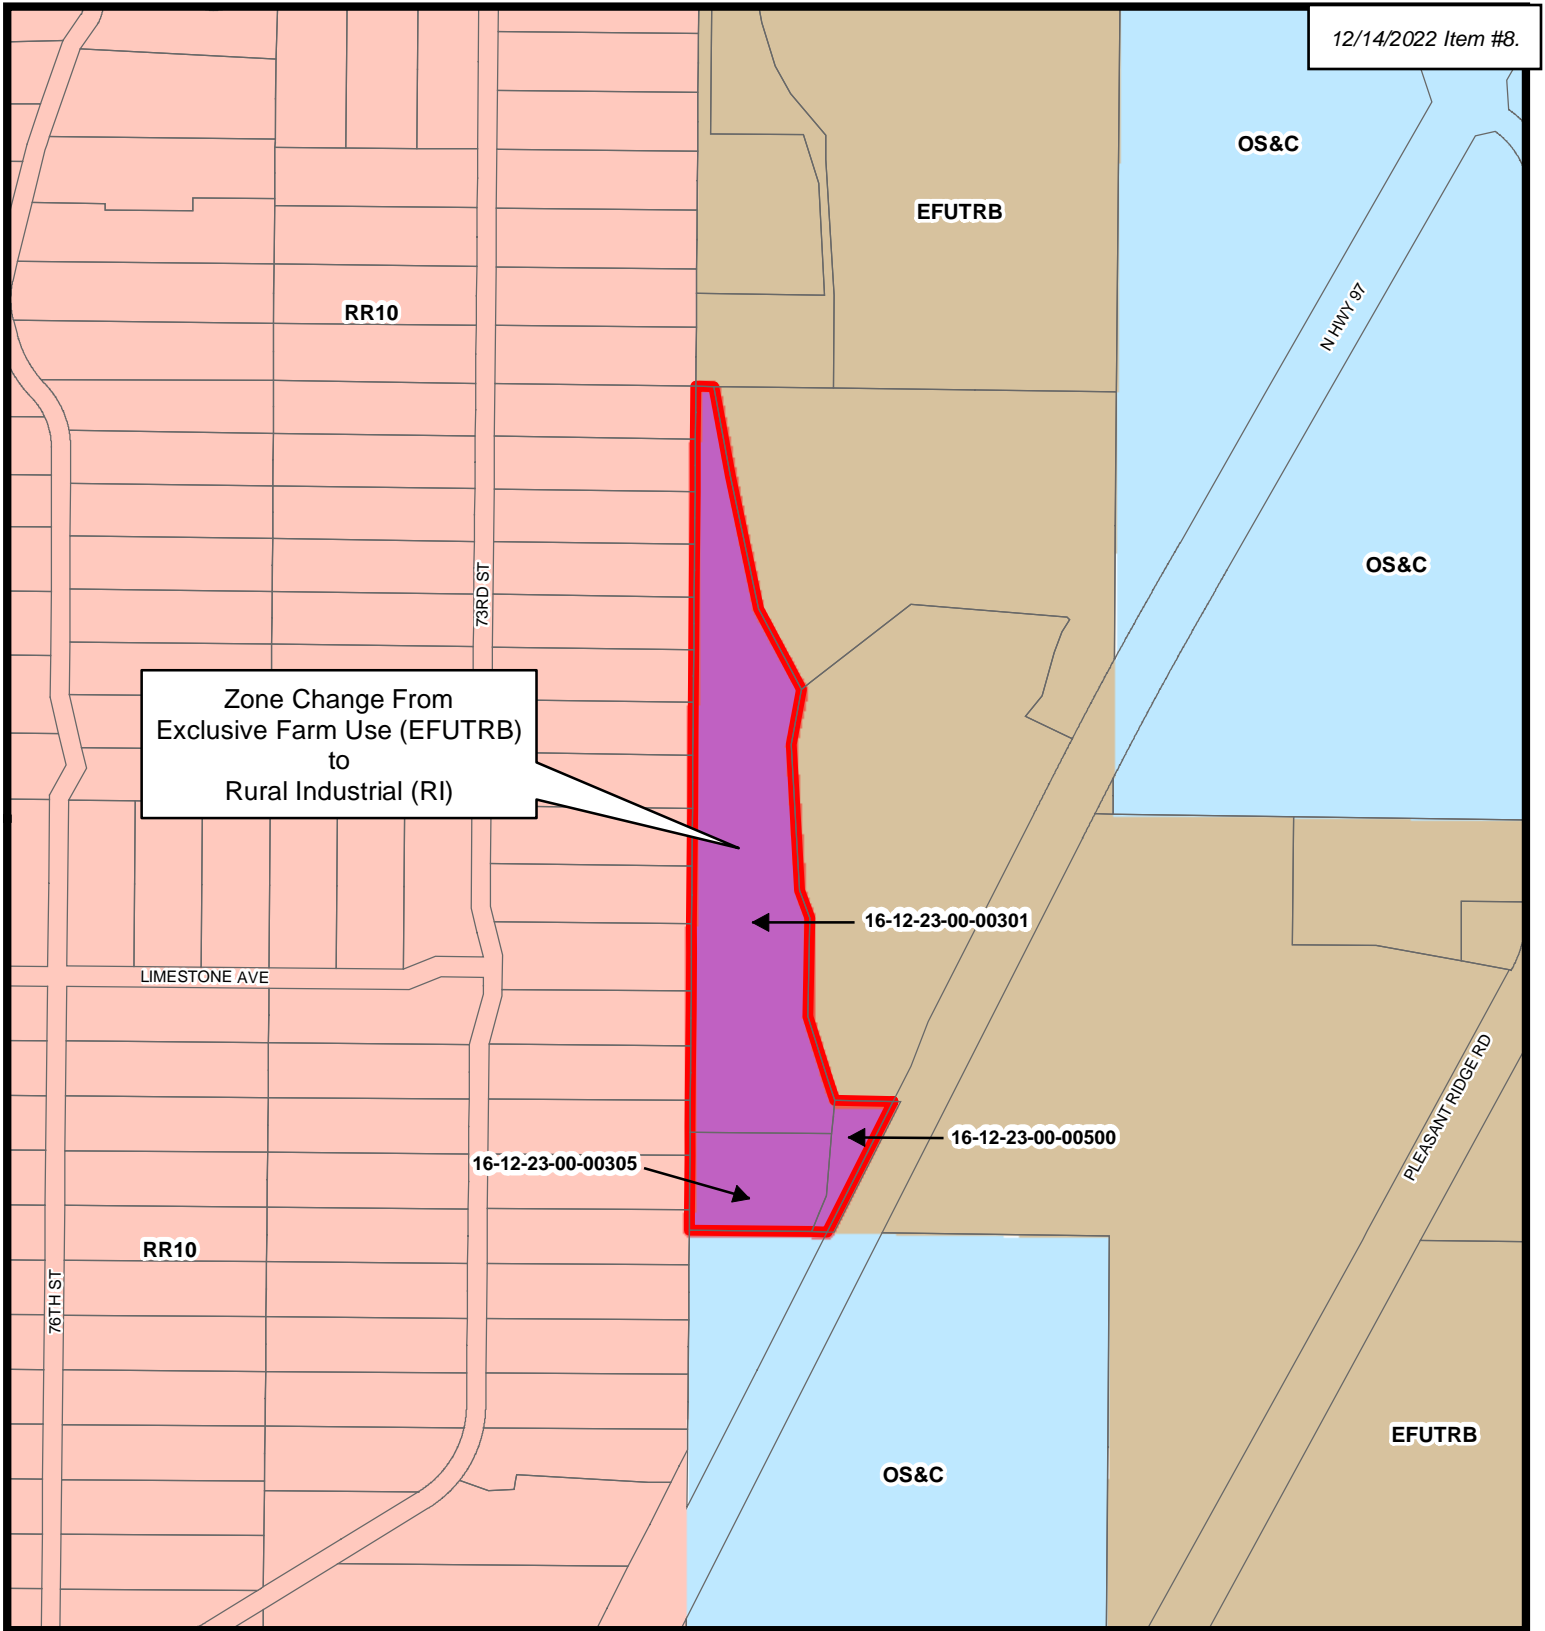 12/14/2022 Item #8.
OS&C
EFUTRB
RR10
N HWY 97
OS&C
73RD ST
Zone Change From
Exclusive Farm Use (EFUTRB)
to
Rural Industrial (RI)
16-12-23-00-00301
LIMESTONE AVE
PLEASANT RIDGE RD
16-12-23-00-00500
16-12-23-00-00305
RR10
76TH ST
EFUTRB
OS&C